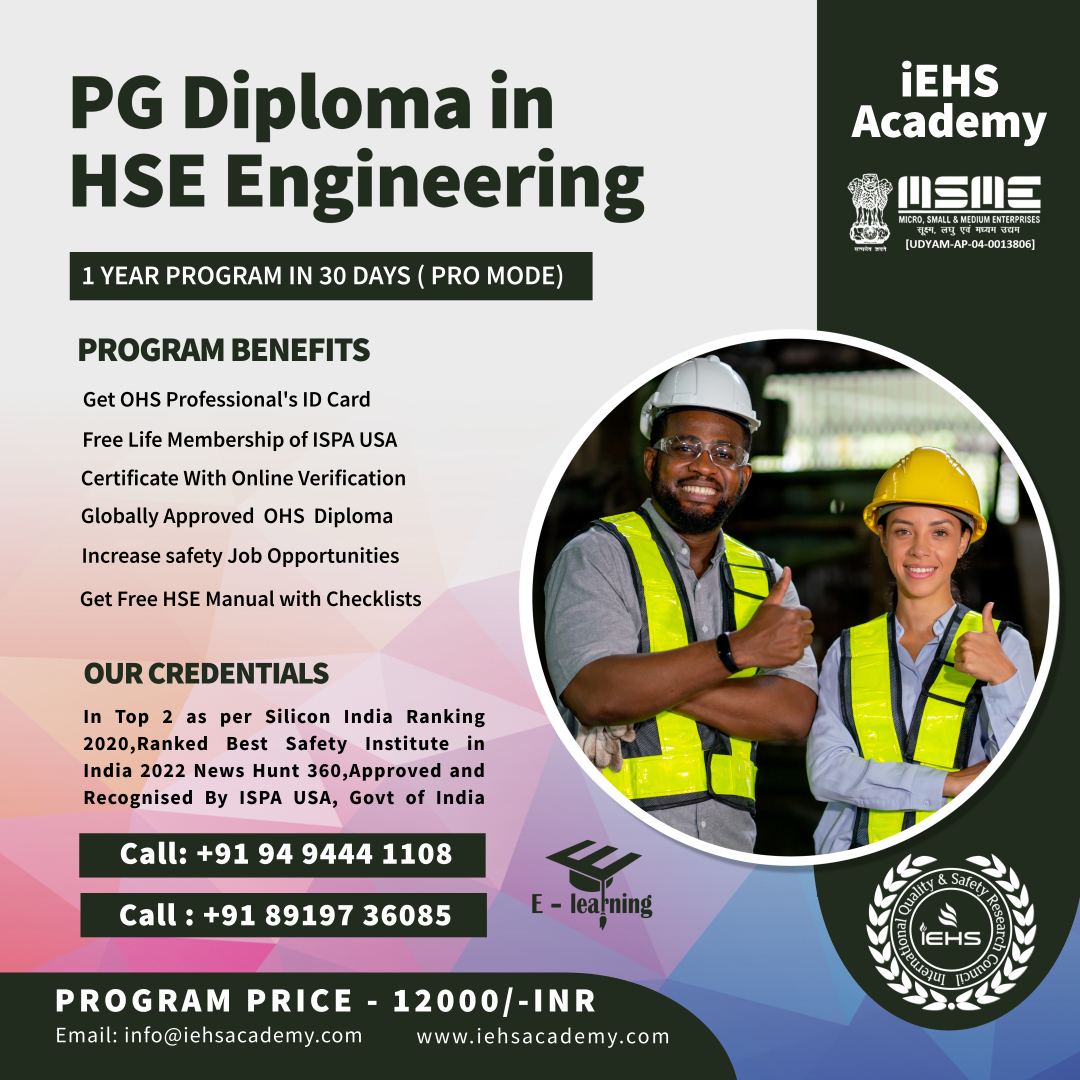 PG Diploma in
HSE Engineering
1 YEAR PROGRAM IN 30 DAYS ( PRO MODE)
iEHS
Academy
MSME
MICRO, SMALL & MEDIUM ENTERPRISES
सूक्ष्म, लघु एवं मध्यम उद्यम
सत्यमेव जयते
[UDYAM-AP-04-0013806]
PROGRAM BENEFITS
Get OHS Professional's ID Card
Free Life Membership of ISPA USA
Certificate With Online Verification
Globally Approved OHS Diploma
Increase safety Job Opportunities
Get Free HSE Manual with Checklists
OUR CREDENTIALS
In Top 2 as per Silicon India Ranking
2020,Ranked Best Safety Institute in
India 2022 News Hunt 360,Approved and
Recognised By ISPA USA, Govt of India
Call: +91 94 9444 1108
Call : +91 89197 36085
E - learning
International Quality & Safety Research Council
iEHS
PROGRAM PRICE - 12000/-INR
Email: info@iehsacademy.com
www.iehsacademy.com